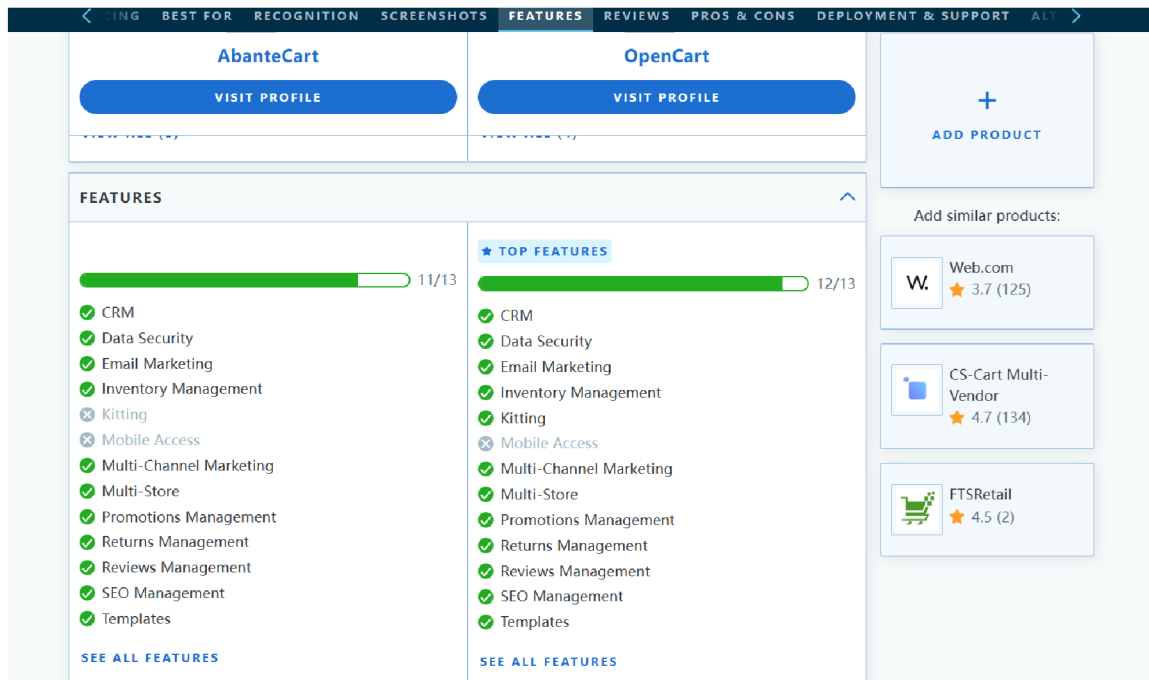 BEST FOR RECOGNITION SCREENSHOTS FEATURES REVIEWS PROS & CONS DEPLOYMENT & SUPPORT
AbanteCart
VISIT PROFILE
OpenCart
VISIT PROFILE
+
ADD PRODUCT
FEATURES
11/13
CRM
Data Security
Email Marketing
Inventory Management
Kitting
Mobile Access
Multi-Channel Marketing
Multi-Store
Promotions Management
Returns Management
Reviews Management
SEO Management
Templates
SEE ALL FEATURES
TOP FEATURES
12/13
CRM
Data Security
Email Marketing
Inventory Management
Kitting
Mobile Access
Multi-Channel Marketing
Multi-Store
Promotions Management
Returns Management
Reviews Management
SEO Management
Templates
SEE ALL FEATURES
Add similar products:
W.
Web.com
3.7 (125)
CS-Cart Multi-
Vendor
4.7 (134)
FTSRetail
4.5 (2)